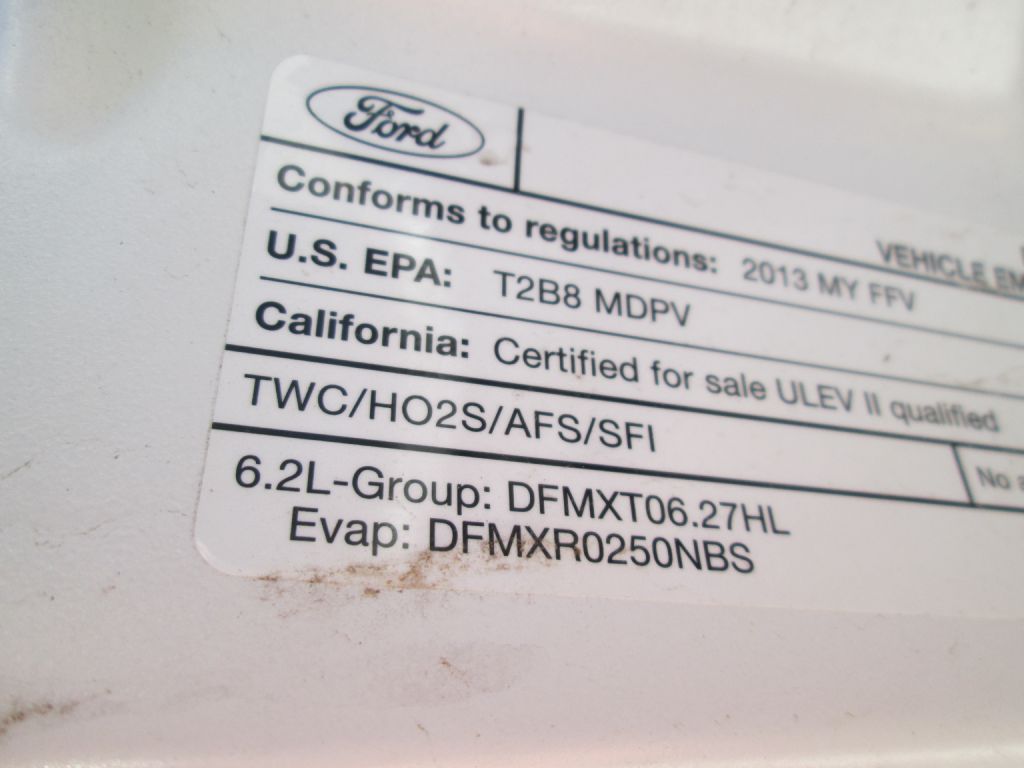 Ford
VEHICLE
Conforms to regulations: 2013 MY FFV
U.S. EPA: T2B8 MDPV
California: Certified for sale ULEV II qualified
TWC/HO2S/AFS/SFI
No
6.2L-Group: DFMXT06.27HL
Evap: DFMXR0250NBS